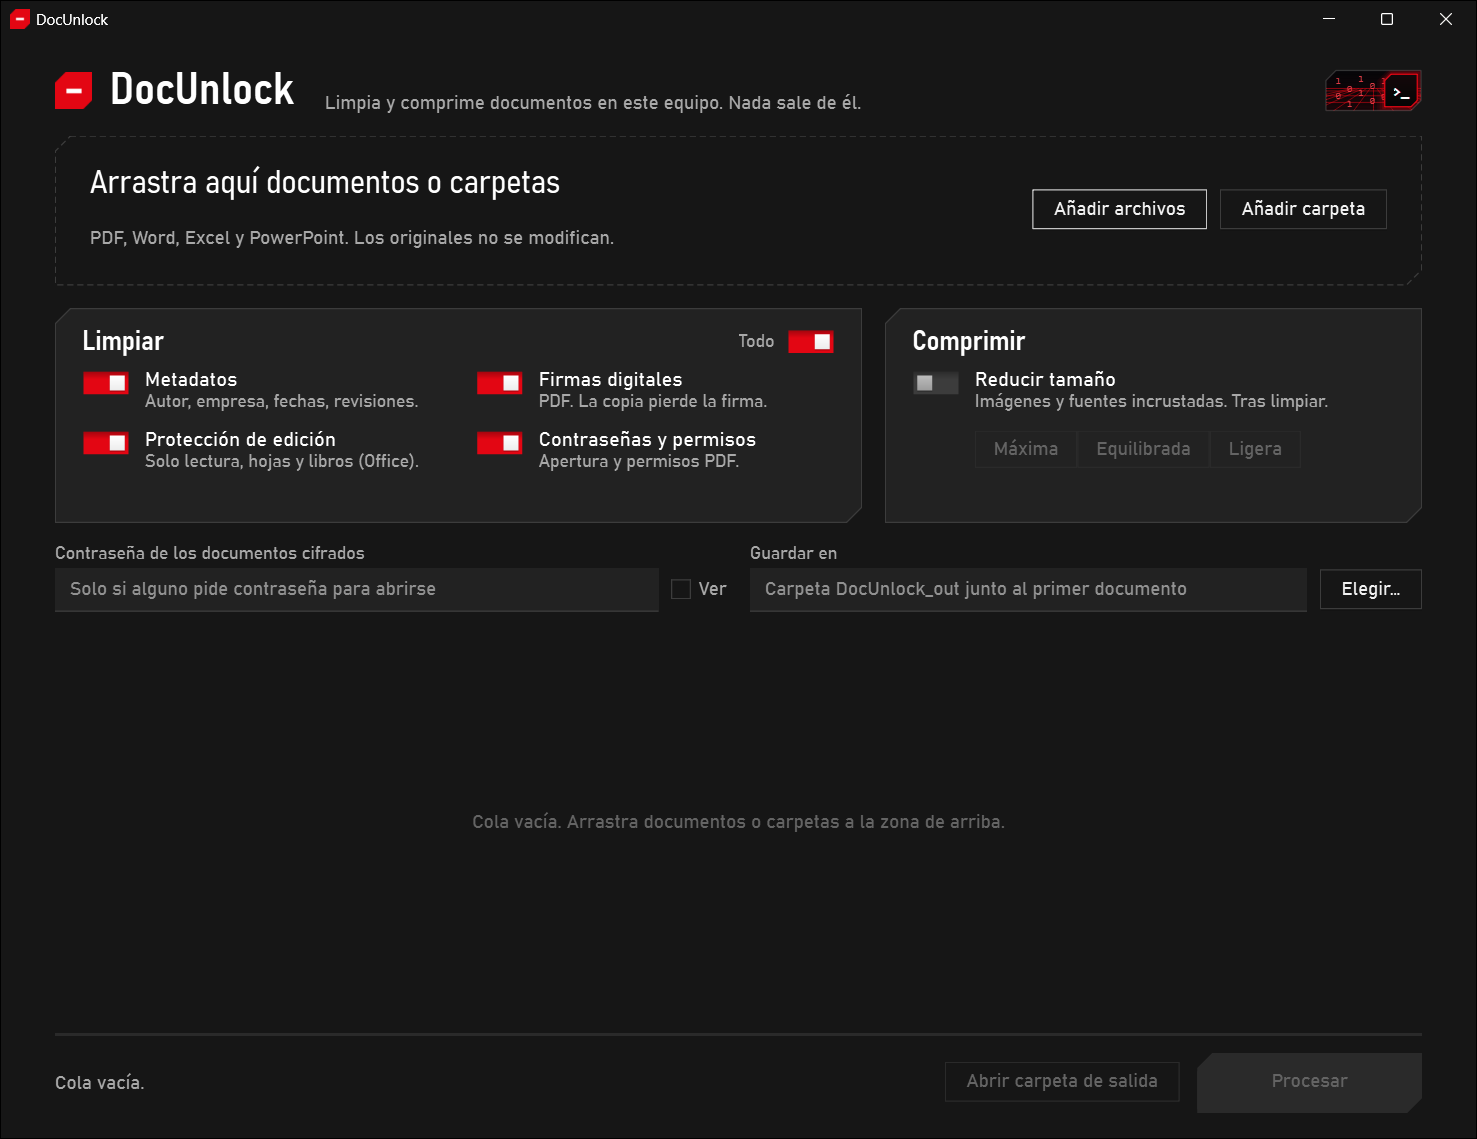 DocUnlock
DocUnlock
Limpia y comprime documentos en este equipo. Nada sale de él.
>_
Arrastra aquí documentos o carpetas
PDF, Word, Excel y PowerPoint. Los originales no se modifican.
Añadir archivos
Añadir carpeta
Limpiar
Todo
Metadatos
Autor, empresa, fechas, revisiones.
Firmas digitales
PDF. La copia pierde la firma.
Protección de edición
Solo lectura, hojas y libros (Office).
Contraseñas y permisos
Apertura y permisos PDF.
Comprimir
Reducir tamaño
Imágenes y fuentes incrustadas. Tras limpiar.
Máxima
Equilibrada
Ligera
Contraseña de los documentos cifrados
Solo si alguno pide contraseña para abrirse
Ver
Guardar en
Carpeta DocUnlock_out junto al primer documento
Elegir...
Cola vacía. Arrastra documentos o carpetas a la zona de arriba.
Cola vacía.
Abrir carpeta de salida
Procesar